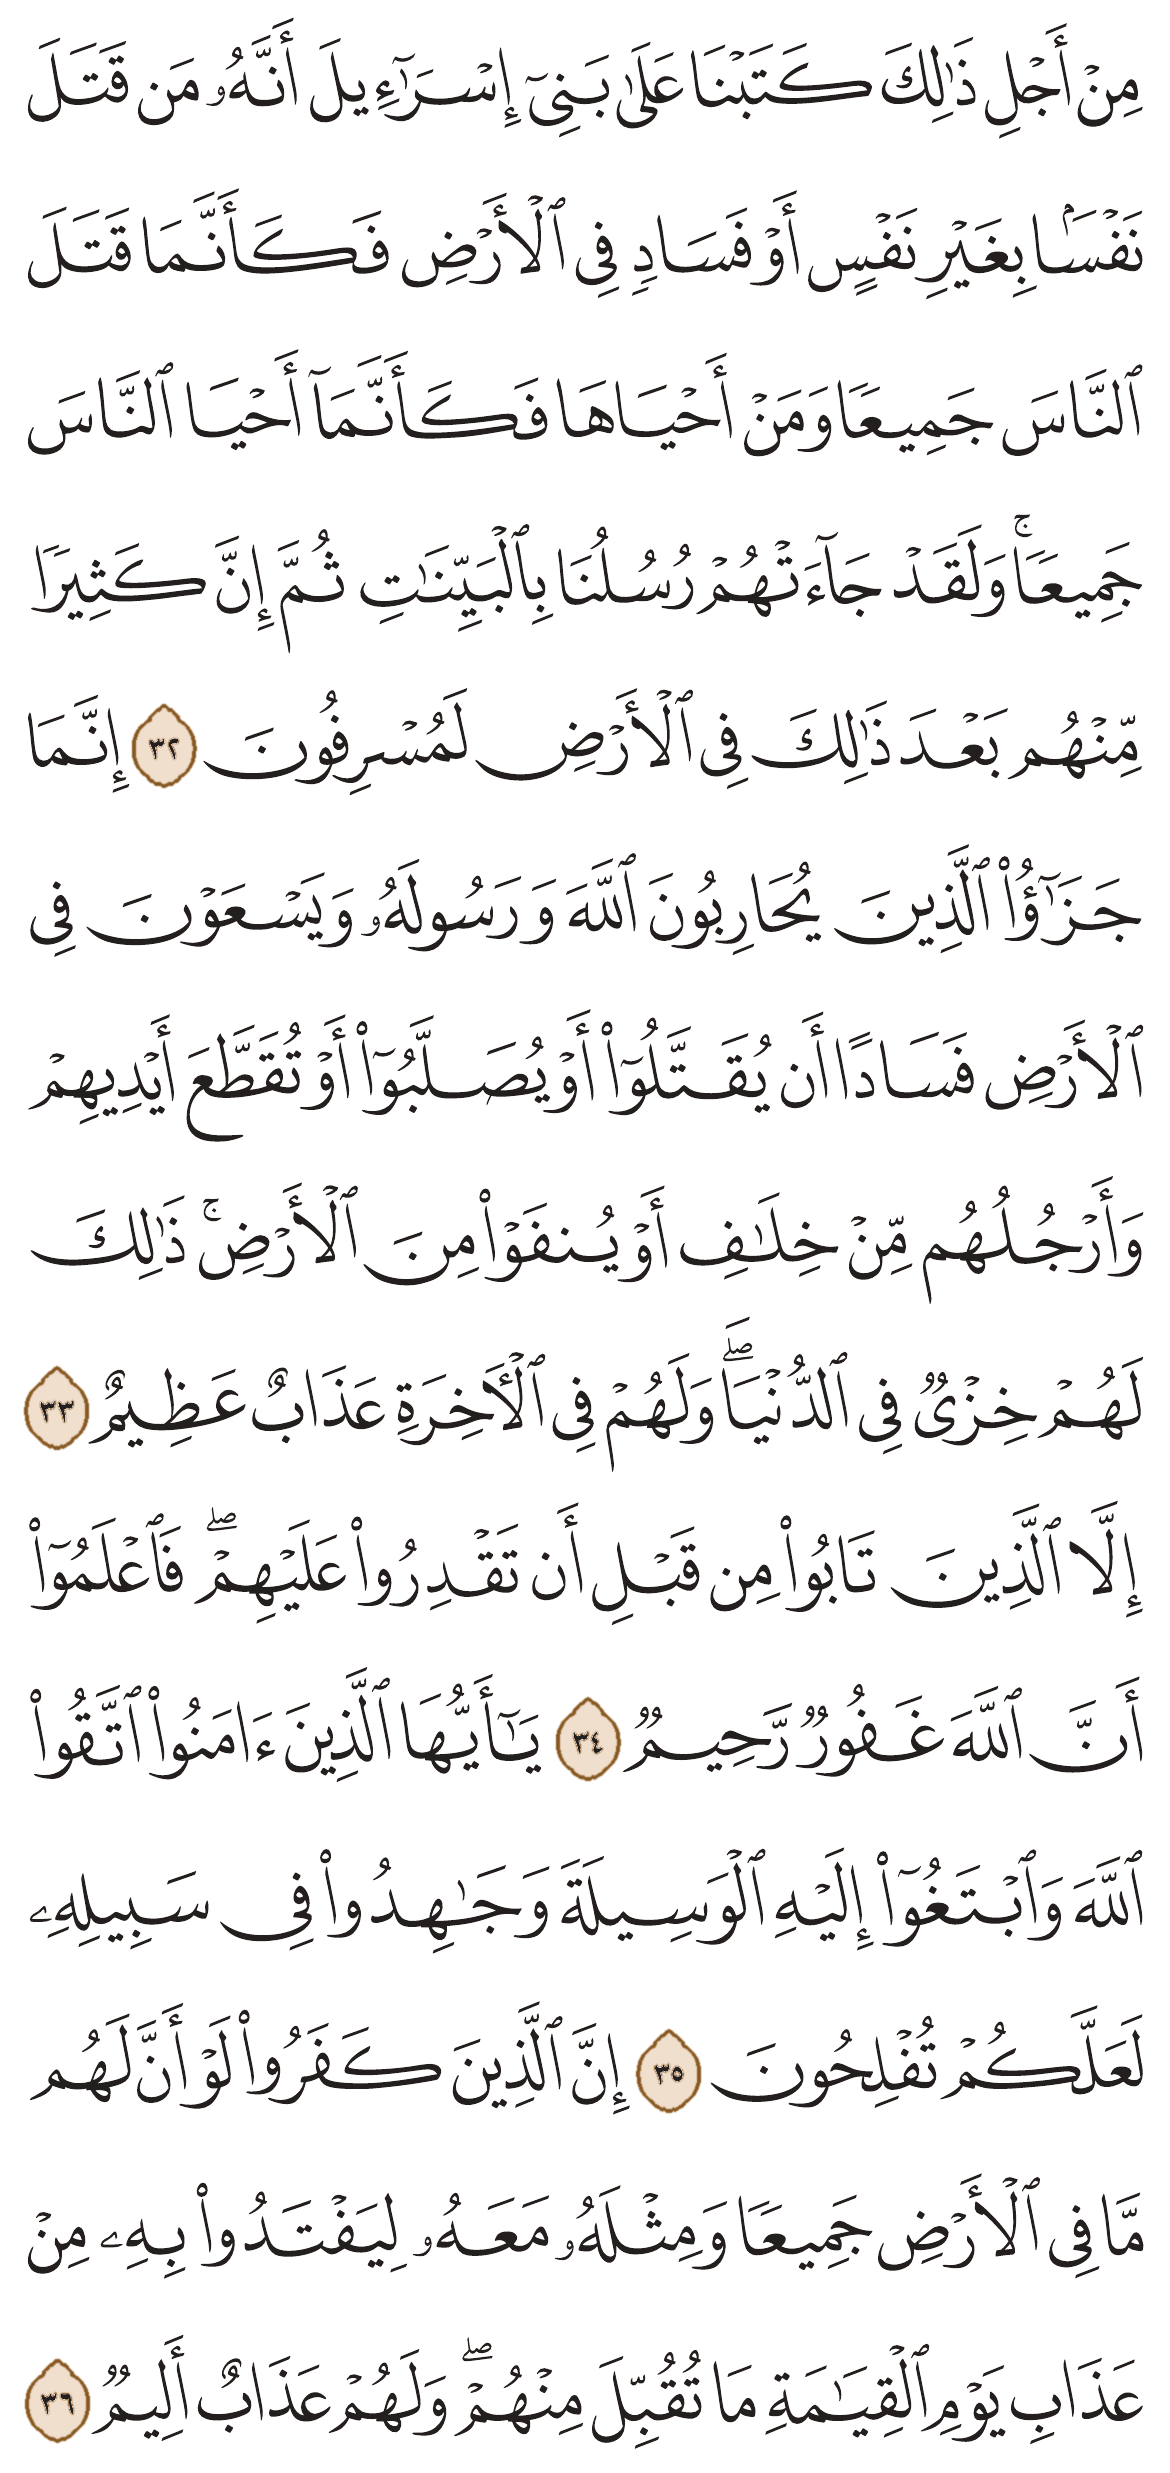 مِنْ أَجْلِ ذَٰلِكَ كَتَبْنَا عَلَىٰ بَنِىٓ إِسْرَٰٓءِيلَ أَنَّهُۥ مَن قَتَلَ
نَفْسَۢا بِغَيْرِ نَفْسٍ أَوْ فَسَادٍ فِى ٱلْأَرْضِ فَكَأَنَّمَا قَتَلَ
ٱلنَّاسَ جَمِيعًا وَمَنْ أَحْيَاهَا فَكَأَنَّمَآ أَحْيَا ٱلنَّاسَ
جَمِيعًا ۚ وَلَقَدْ جَآءَتْهُمْ رُسُلُنَا بِٱلْبَيِّنَٰتِ ثُمَّ إِنَّ كَثِيرًا
مِّنْهُم بَعْدَ ذَٰلِكَ فِى ٱلْأَرْضِ لَمُسْرِفُونَ ٣٢ إِنَّمَا
جَزَٰٓؤُا۟ ٱلَّذِينَ يُحَارِبُونَ ٱللَّهَ وَرَسُولَهُۥ وَيَسْعَوْنَ فِى
ٱلْأَرْضِ فَسَادًا أَن يُقَتَّلُوٓا۟ أَوْ يُصَلَّبُوٓا۟ أَوْ تُقَطَّعَ أَيْدِيهِمْ
وَأَرْجُلُهُم مِّنْ خِلَٰفٍ أَوْ يُنفَوْا۟ مِنَ ٱلْأَرْضِ ۚ ذَٰلِكَ
لَهُمْ خِزْىٌ فِى ٱلدُّنْيَا ۖ وَلَهُمْ فِى ٱلْـَٔاخِرَةِ عَذَابٌ عَظِيمٌ ٣٣
إِلَّا ٱلَّذِينَ تَابُوا۟ مِن قَبْلِ أَن تَقْدِرُوا۟ عَلَيْهِمْ ۖ فَٱعْلَمُوٓا۟
أَنَّ ٱللَّهَ غَفُورٌ رَّحِيمٌ ٣٤ يَٰٓأَيُّهَا ٱلَّذِينَ ءَامَنُوا۟ ٱتَّقُوا۟
ٱللَّهَ وَٱبْتَغُوٓا۟ إِلَيْهِ ٱلْوَسِيلَةَ وَجَٰهِدُوا۟ فِى سَبِيلِهِۦ
لَعَلَّكُمْ تُفْلِحُونَ ٣٥ إِنَّ ٱلَّذِينَ كَفَرُوا۟ لَوْ أَنَّ لَهُم
مَّا فِى ٱلْأَرْضِ جَمِيعًا وَمِثْلَهُۥ مَعَهُۥ لِيَفْتَدُوا۟ بِهِۦ مِنْ
عَذَابِ يَوْمِ ٱلْقِيَٰمَةِ مَا تُقُبِّلَ مِنْهُمْ ۖ وَلَهُمْ عَذَابٌ أَلِيمٌ ٣٦